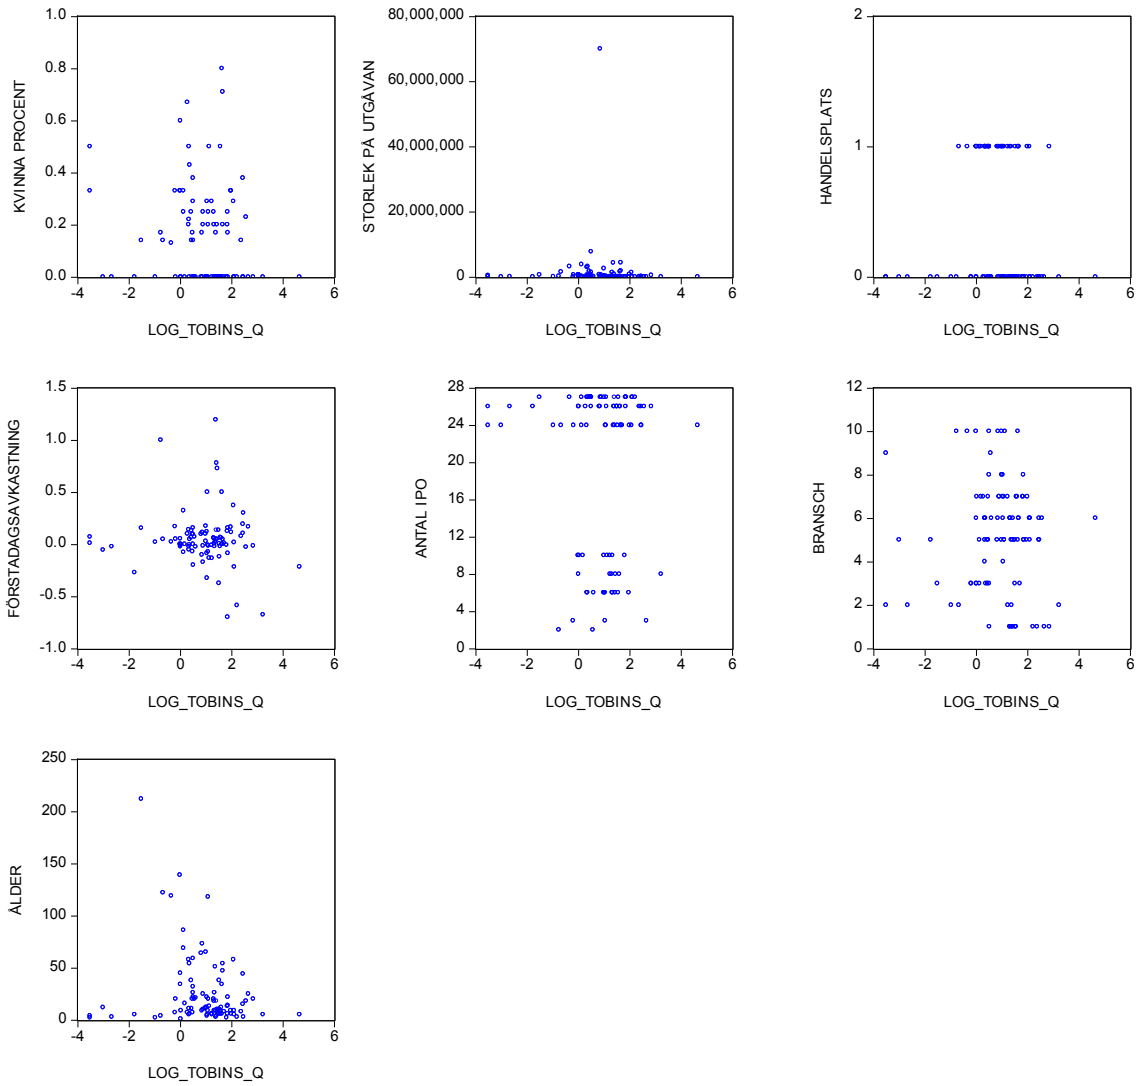 1.0
0.8
0.6
0.4
0.2
0.0
-4 -2 0 2 4 6
KVINNA PROCENT
LOG_TOBINS_Q
80,000,000
60,000,000
40,000,000
20,000,000
0
-4 -2 0 2 4 6
STORLEK PÅ UTGÅVAN
LOG_TOBINS_Q
2
1
0
-4 -2 0 2 4 6
HANDELSPLATS
LOG_TOBINS_Q
1.5
1.0
0.5
0.0
-0.5
-1.0
-4 -2 0 2 4 6
FÖRSTADAGSAVKASTNING
LOG_TOBINS_Q
28
24
20
16
12
8
4
0
-4 -2 0 2 4 6
ANTAL IPO
LOG_TOBINS_Q
12
10
8
6
4
2
0
-4 -2 0 2 4 6
BRANSCH
LOG_TOBINS_Q
250
200
150
100
50
0
-4 -2 0 2 4 6
ÅLDER
LOG_TOBINS_Q